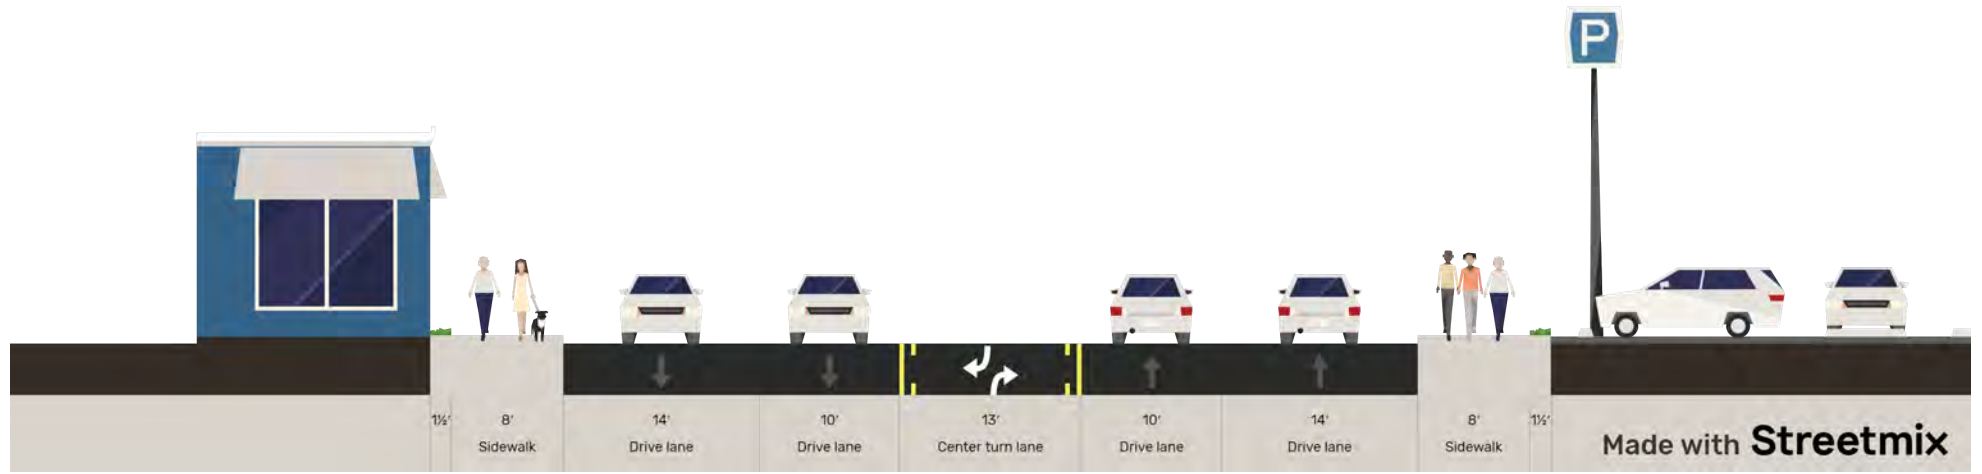 P
1½'
8'
Sidewalk
14'
Drive lane
10'
Drive lane
13'
Center turn lane
10'
Drive lane
14'
Drive lane
8'
Sidewalk
1½'
Made with Streetmix